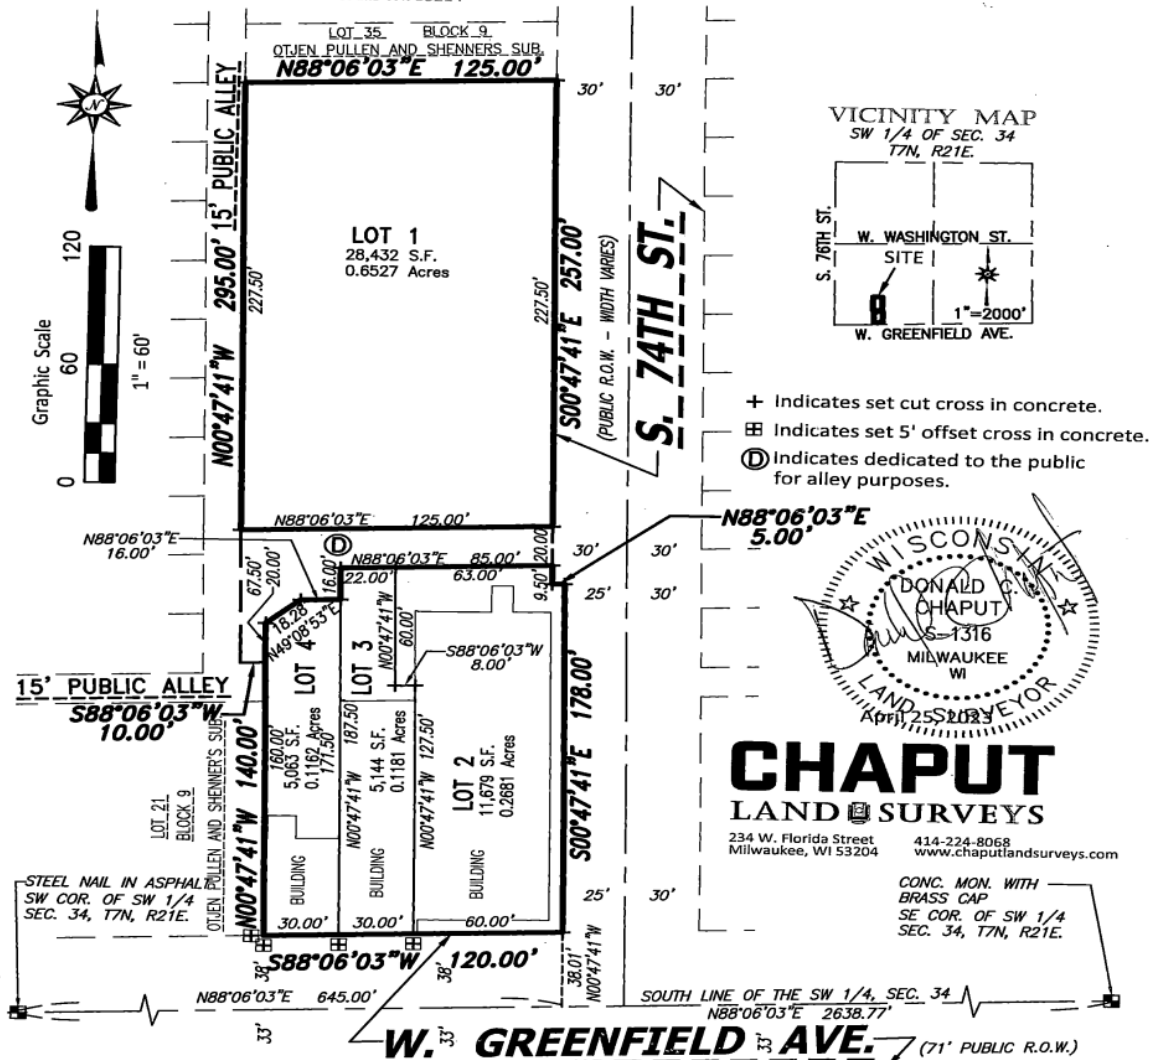 LOT 35 BLOCK 9
OTJEN PULLEN AND SHENNERS SUB.
N88°06'03"E 125.00'
30' 30'
15' PUBLIC ALLEY
N
VICINITY MAP
SW 1/4 OF SEC. 34
T7N, R21E.
S. 76TH ST.
W. WASHINGTON ST.
SITE
1"=2000'
W. GREENFIELD AVE.
LOT 1
28,432 S.F.
0.6527 Acres
227.50'
227.50'
N00°47'41"W 295.00'
S00°47'41"E 257.00'
(PUBLIC R.O.W. - WIDTH VARIES)
S. 74TH ST.
Graphic Scale
120
60
0
1" = 60'
+ Indicates set cut cross in concrete.
⊞ Indicates set 5' offset cross in concrete.
Ⓓ Indicates dedicated to the public
for alley purposes.
N88°06'03"E 125.00'
N88°06'03"E
5.00'
N88°06'03"E
16.00'
D
N88°06'03"E 85.00'
22.00' 63.00'
20.00'
30' 30'
67.50'
20.00'
16.00'
9.50'
25' 30'
18.28'
N49°08'53"E
N00°47'41"W
60.00'
S88°06'03"W
8.00'
15' PUBLIC ALLEY
S88°06'03"W
10.00'
N00°47'41"W 140.00'
160.00'
LOT 4
5,063 S.F.
0.1162 Acres
171.50'
LOT 3
5,144 S.F.
0.1181 Acres
N00°47'41"W 187.50'
N00°47'41"W 127.50'
LOT 2
11,679 S.F.
0.2681 Acres
S00°47'41"E 178.00'
LOT 21
BLOCK 9
OTJEN PULLEN AND SHENNER'S SUB.
BUILDING
BUILDING
BUILDING
30.00' 30.00' 60.00'
25' 30'
WISCONSIN
DONALD C.
CHAPUT
S-1316
MILWAUKEE
WI
LAND SURVEYOR
April 25, 2023
CHAPUT
LAND SURVEYS
234 W. Florida Street 414-224-8068
Milwaukee, WI 53204 www.chaputlandsurveys.com
STEEL NAIL IN ASPHALT
SW COR. OF SW 1/4
SEC. 34, T7N, R21E.
CONC. MON. WITH
BRASS CAP
SE COR. OF SW 1/4
SEC. 34, T7N, R21E.
S88°06'03"W 120.00'
38' 38'
38.01'
N00°47'41"W
N88°06'03"E 645.00'
SOUTH LINE OF THE SW 1/4, SEC. 34
N88°06'03"E 2638.77'
33' 33' 33'
W. GREENFIELD AVE.
(71' PUBLIC R.O.W.)